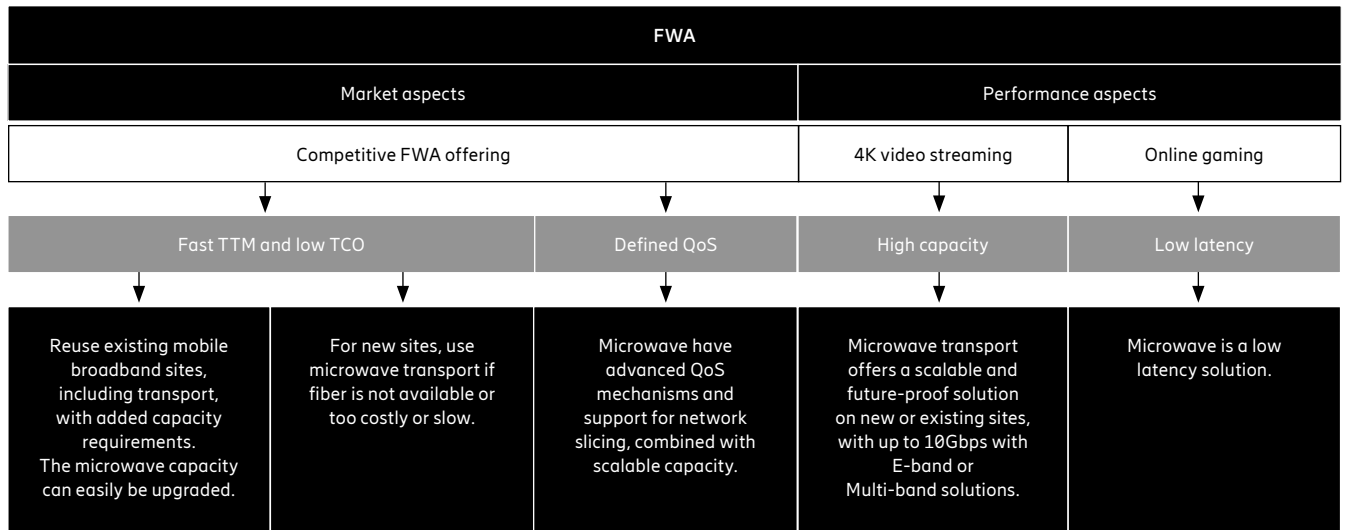 FWA
Market aspects
Performance aspects
Competitive FWA offering
4K video streaming
Online gaming
Fast TTM and low TCO
Defined QoS
High capacity
Low latency
Reuse existing mobile
broadband sites,
including transport,
with added capacity
requirements.
The microwave capacity
can easily be upgraded.
For new sites, use
microwave transport if
fiber is not available or
too costly or slow.
Microwave have
advanced QoS
mechanisms and
support for network
slicing, combined with
scalable capacity.
Microwave transport
offers a scalable and
future-proof solution
on new or existing sites,
with up to 10Gbps with
E-band or
Multi-band solutions.
Microwave is a low
latency solution.